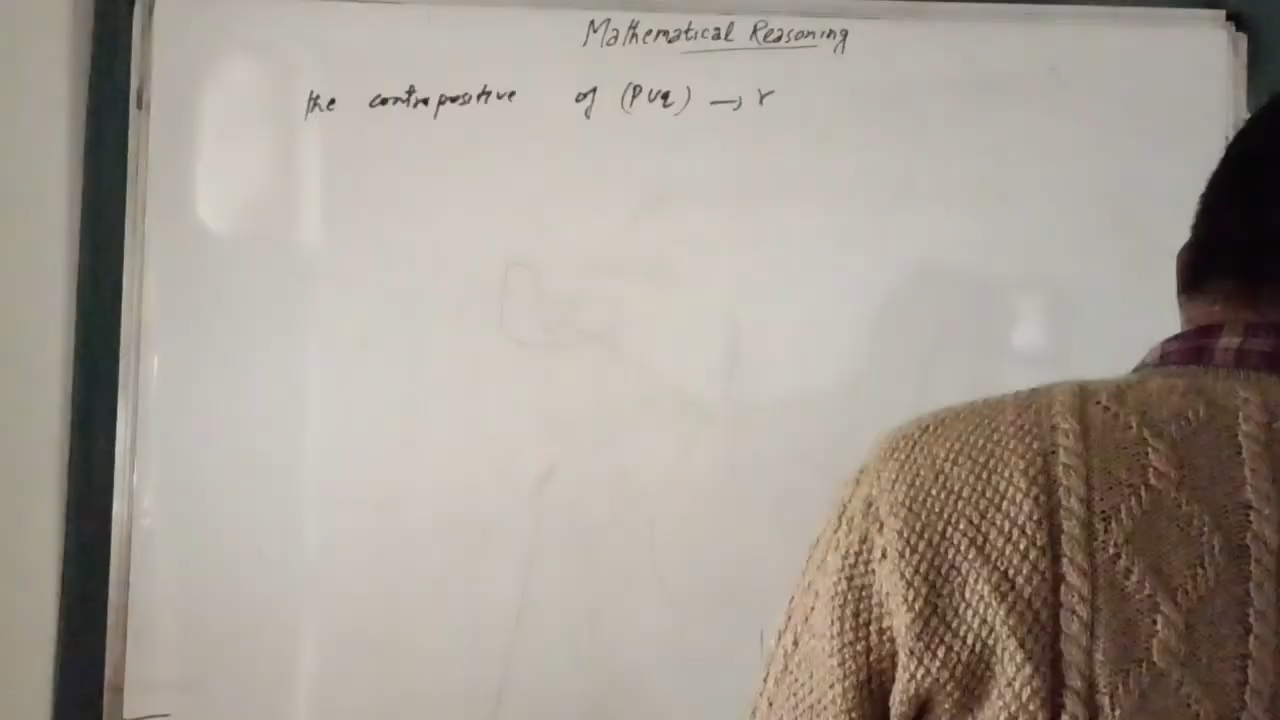 Mathematical Reasoning
the contrapositive of (P∨q) → r